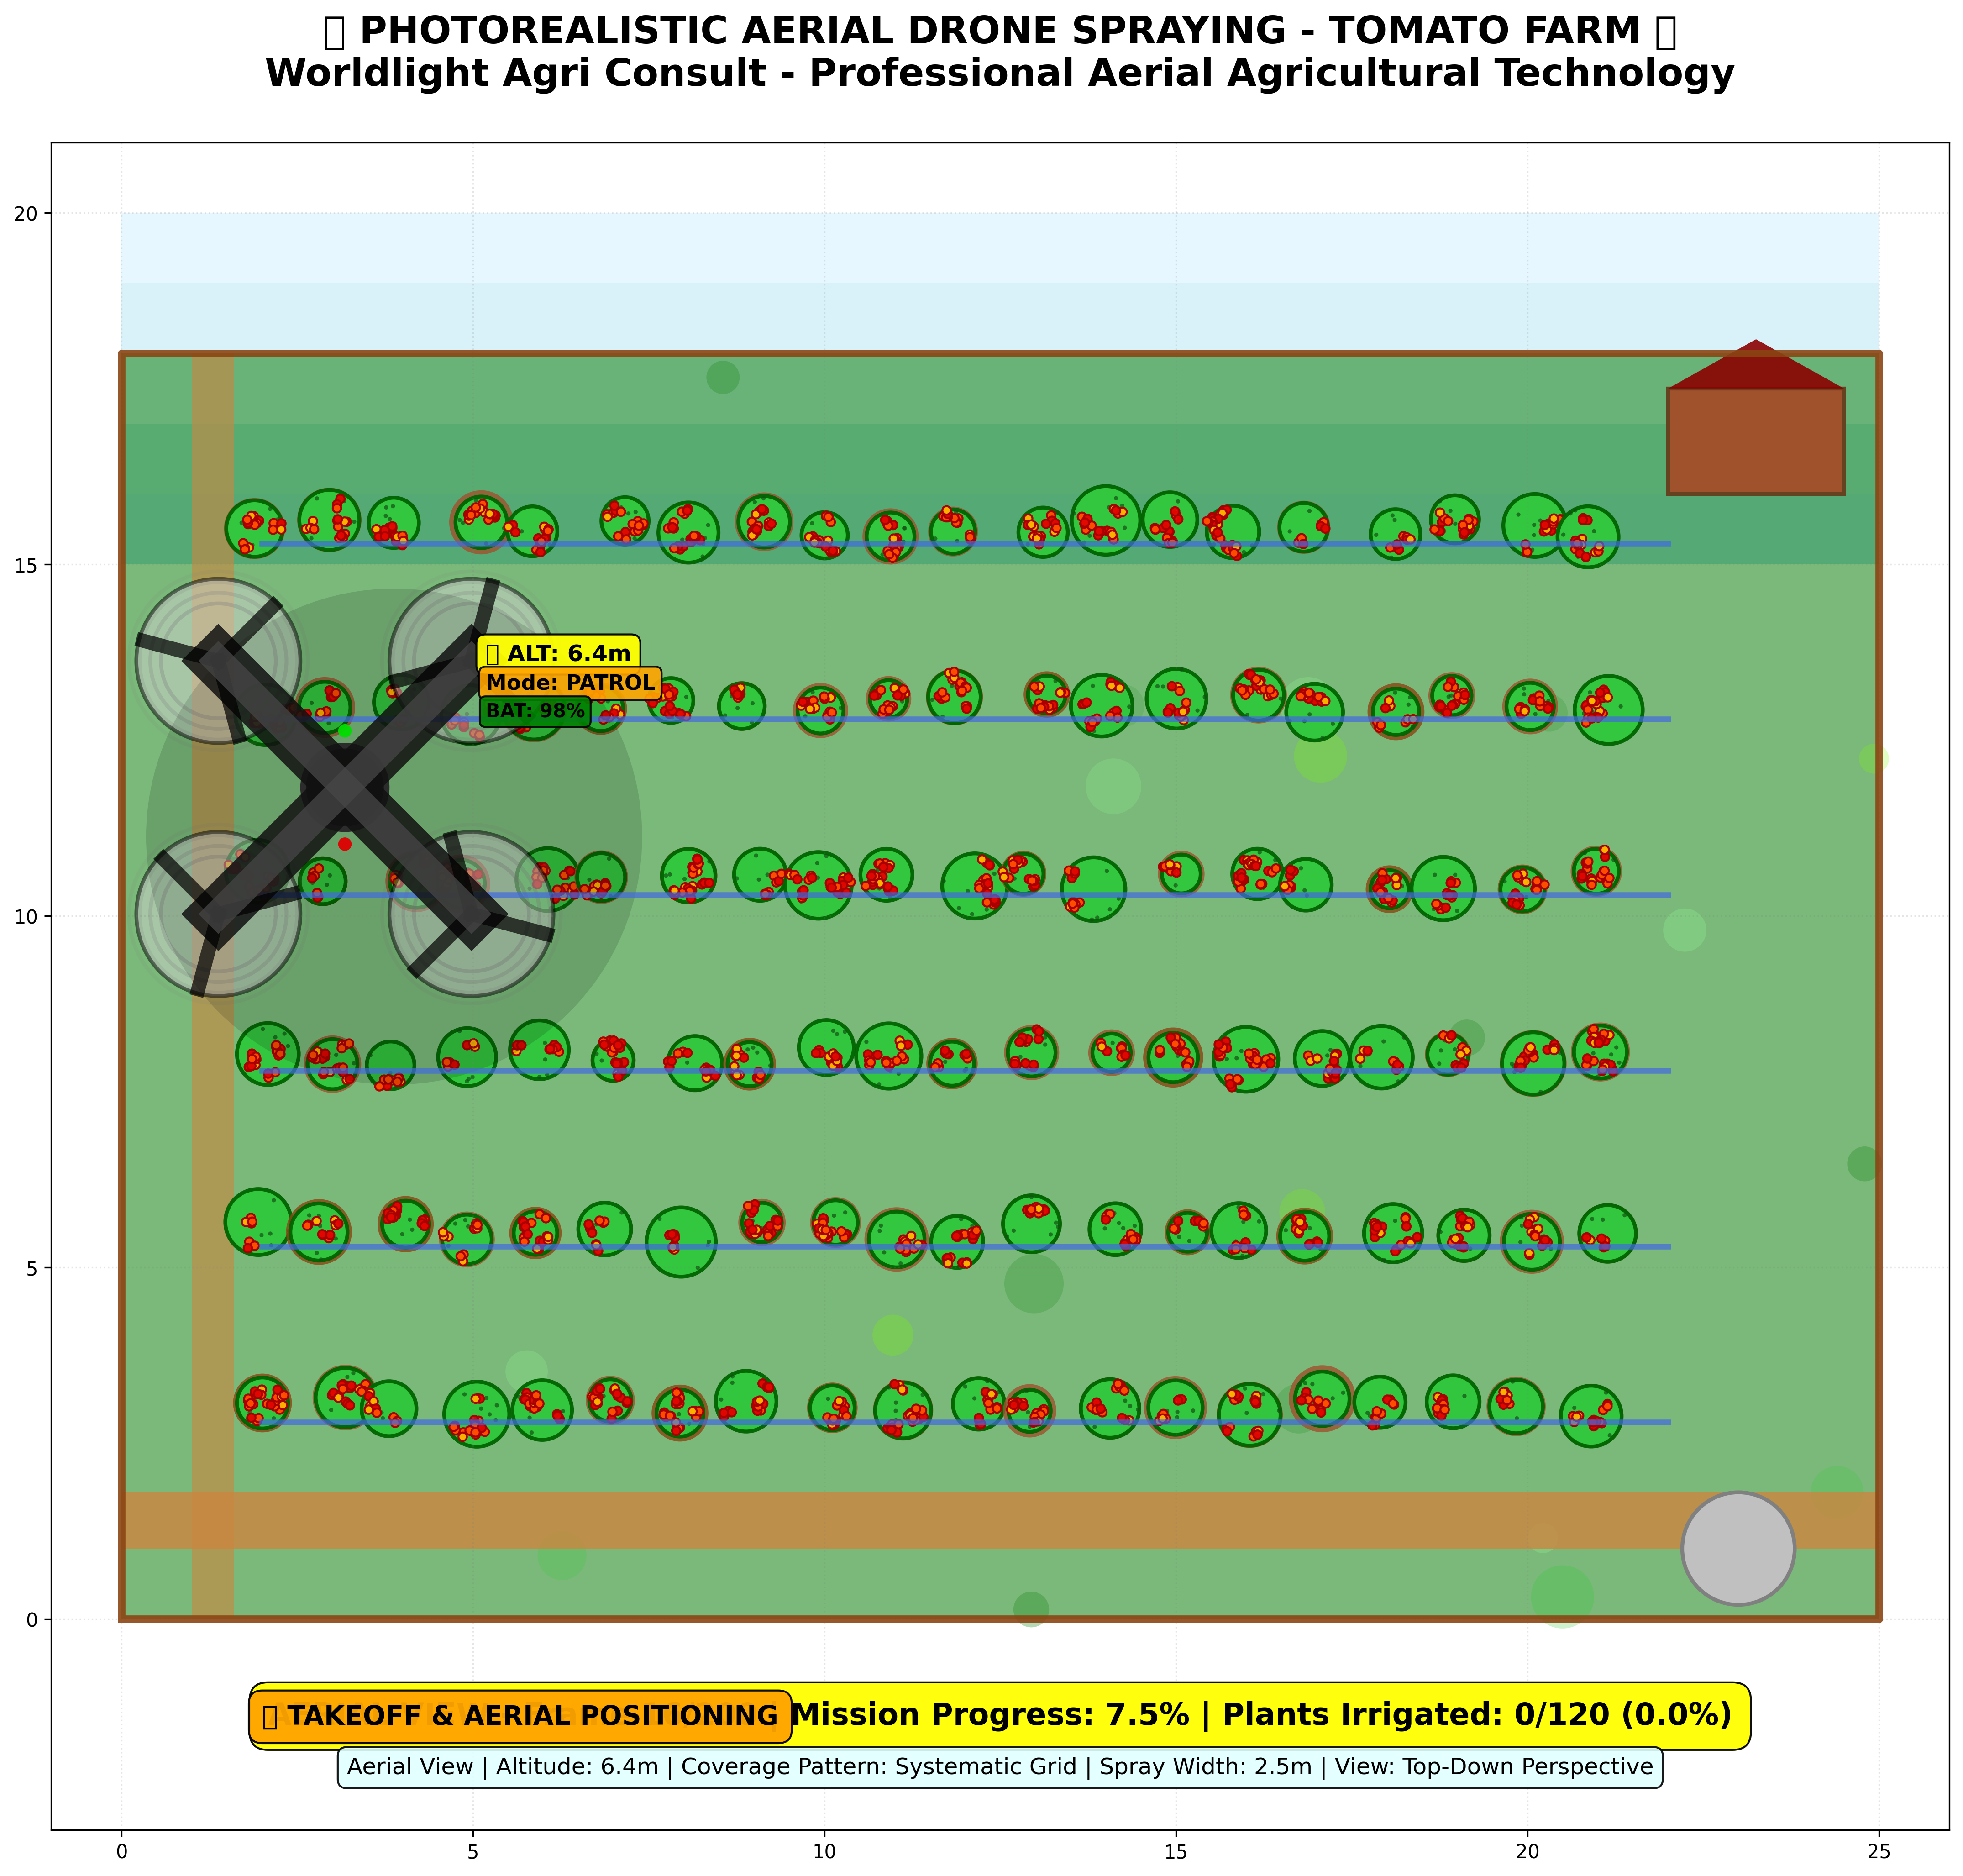 ▯ PHOTOREALISTIC AERIAL DRONE SPRAYING - TOMATO FARM ▯
Worldlight Agri Consult - Professional Aerial Agricultural Technology
20
15
10
5
0
▯ ALT: 6.4m
Mode: PATROL
BAT: 98%
▯ TAKEOFF & AERIAL POSITIONING
Mission Progress: 7.5% | Plants Irrigated: 0/120 (0.0%)
Aerial View | Altitude: 6.4m | Coverage Pattern: Systematic Grid | Spray Width: 2.5m | View: Top-Down Perspective
0 5 10 15 20 25